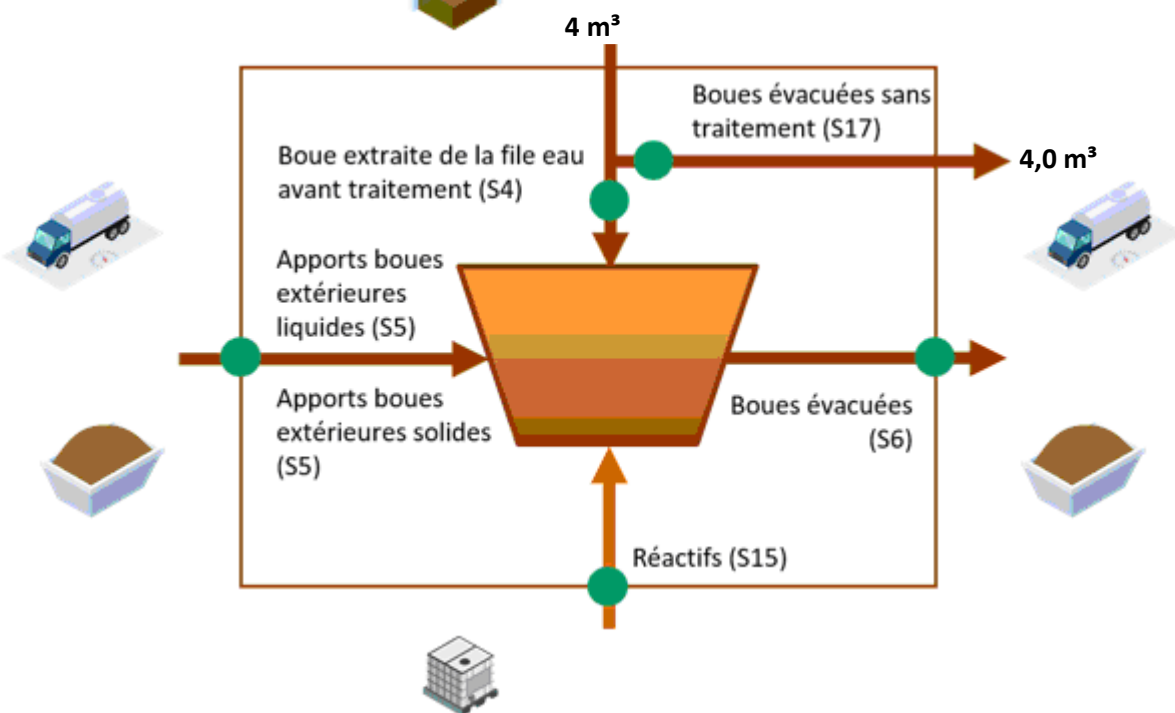 4 m³
Boues évacuées sans
traitement (S17)
4,0 m³
Boue extraite de la file eau
avant traitement (S4)
Apports boues
extérieures
liquides (S5)
Apports boues
extérieures solides
(S5)
Boues évacuées
(S6)
Réactifs (S15)